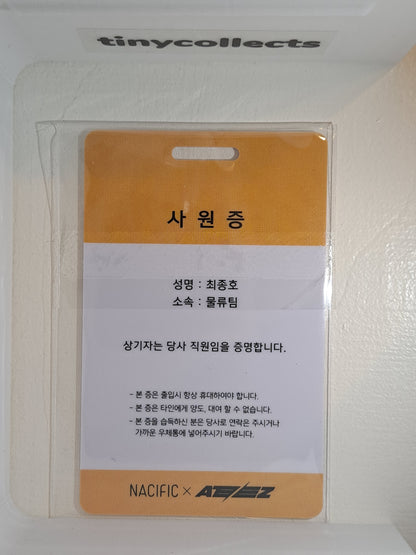 tinycollects
사 원 증
성명 : 최종호
소속 : 물류팀
상기자는 당사 직원임을 증명합니다.
- 본 증은 출입시 항상 휴대하여야 합니다.
- 본 증은 타인에게 양도, 대여 할 수 없습니다.
- 본 증을 습득하신 분은 당사로 연락은 주시거나
가까운 우체통에 넣어주시기 바랍니다.
NACIFIC × ATEEZ